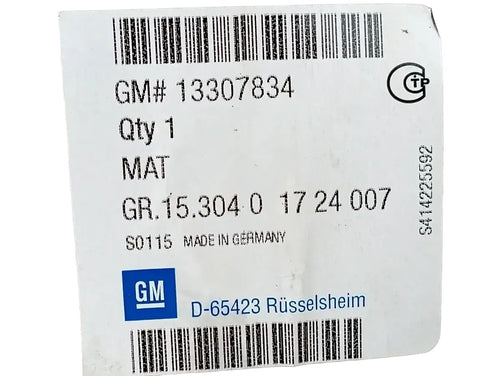 GM# 13307834
Qty 1
MAT
GR.15.304 0 17 24 007
S0115 MADE IN GERMANY
GM
D-65423 Rüsselsheim
S414225592
CTP